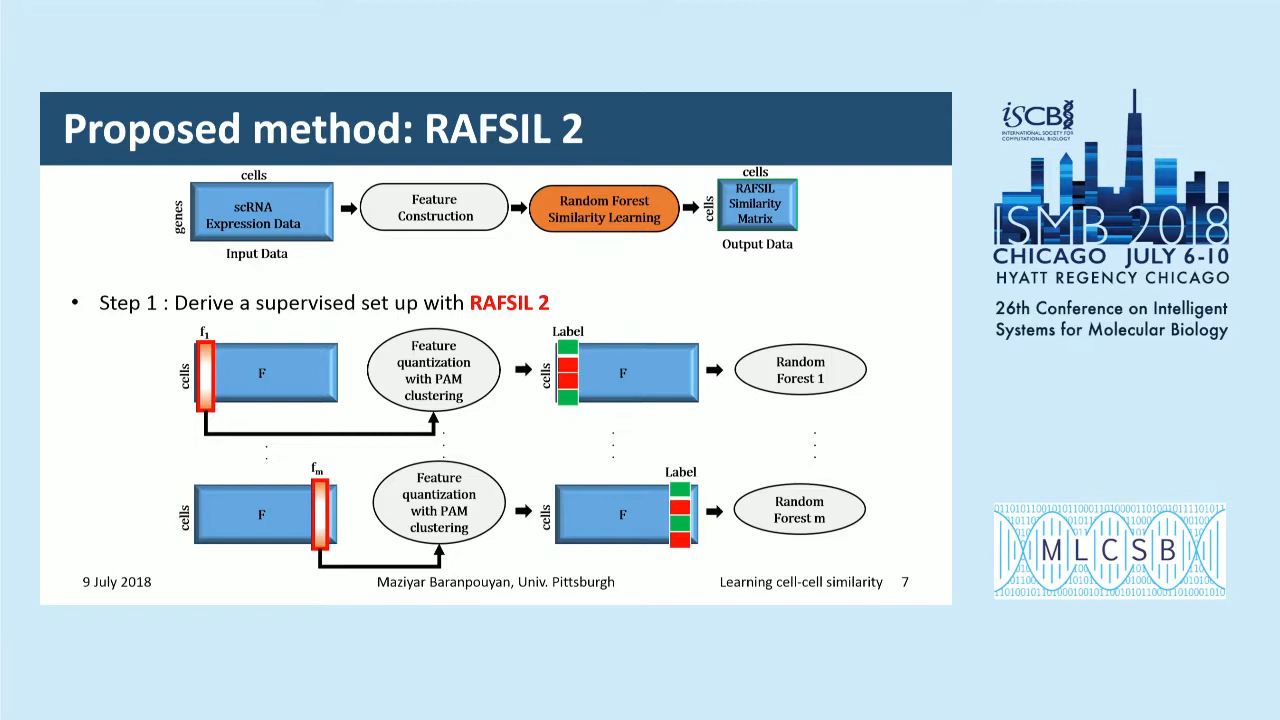 Proposed method: RAFSIL 2
cells
genes
scRNA
Expression Data
Input Data
Feature
Construction
Random Forest
Similarity Learning
cells
cells
RAFSIL
Similarity
Matrix
Output Data
• Step 1 : Derive a supervised set up with RAFSIL 2
f1
cells
F
Feature
quantization
with PAM
clustering
Label
cells
F
Random
Forest 1
fm
cells
F
Feature
quantization
with PAM
clustering
Label
cells
F
Random
Forest m
9 July 2018
Maziyar Baranpouyan, Univ. Pittsburgh
Learning cell-cell similarity 7
iSCB
INTERNATIONAL SOCIETY FOR
COMPUTATIONAL BIOLOGY
ISMB 2018
CHICAGO JULY 6-10
HYATT REGENCY CHICAGO
26th Conference on Intelligent
Systems for Molecular Biology
MLCSB